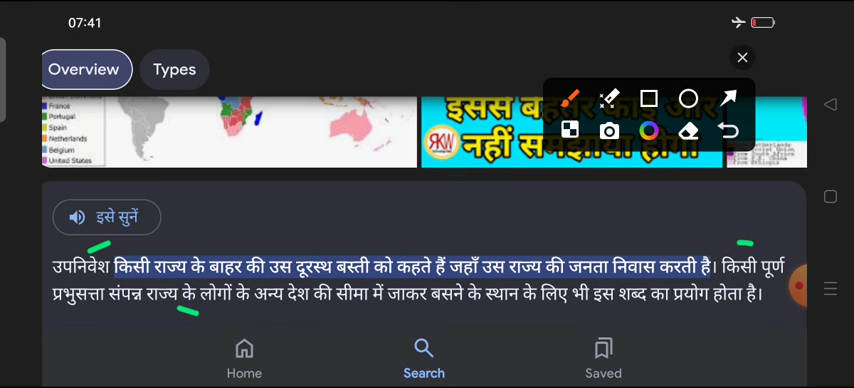 07:41
Overview
Types
France
Portugal
Spain
Netherlands
Belgium
United States
इससे बेहतर कोई और
RKW नहीं समझाया होगा
इसे सुनें
उपनिवेश किसी राज्य के बाहर की उस दूरस्थ बस्ती को कहते हैं जहाँ उस राज्य की जनता निवास करती है। किसी पूर्ण
प्रभुसत्ता संपन्न राज्य के लोगों के अन्य देश की सीमा में जाकर बसने के स्थान के लिए भी इस शब्द का प्रयोग होता है।
Home
Search
Saved